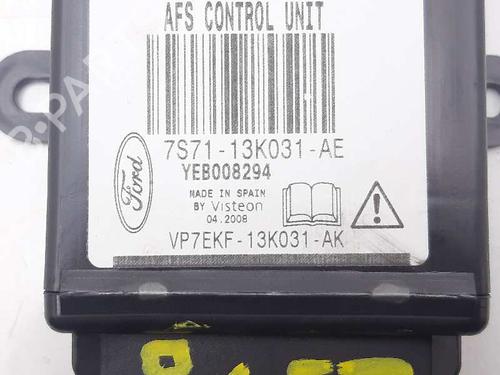 AFS CONTROL UNIT
7S71-13K031-AE
YEB008294
Ford
MADE IN SPAIN
BY Visteon
04.2008
VP7EKF-13K031-AK